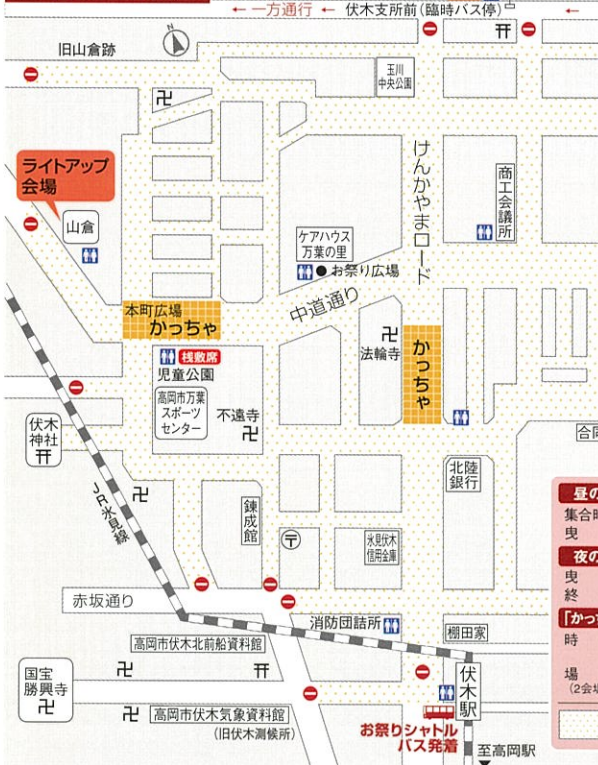 ← 一方通行 ← 伏木支所前(臨時バス停)
←
旧山倉跡
N
玉川
中央公園
ライトアップ
会場
山倉
けんかやまロード
商工会議所
ケアハウス
万葉の里
お祭り広場
本町広場
かっちゃ
中道通り
桟敷席
児童公園
高岡市万葉
スポーツ
センター
不遠寺
法輪寺
かっちゃ
伏木
神社
合同
北陸
銀行
JR氷見線
錬成館
〒
氷見伏木
信用金庫
昼の
集合時
曳
夜の
曳
終
「かっち
時
場
(2会場
赤坂通り
消防団詰所
棚田家
高岡市伏木北前船資料館
国宝
勝興寺
伏木駅
高岡市伏木気象資料館
(旧伏木測候所)
お祭りシャトル
バス発着
至高岡駅